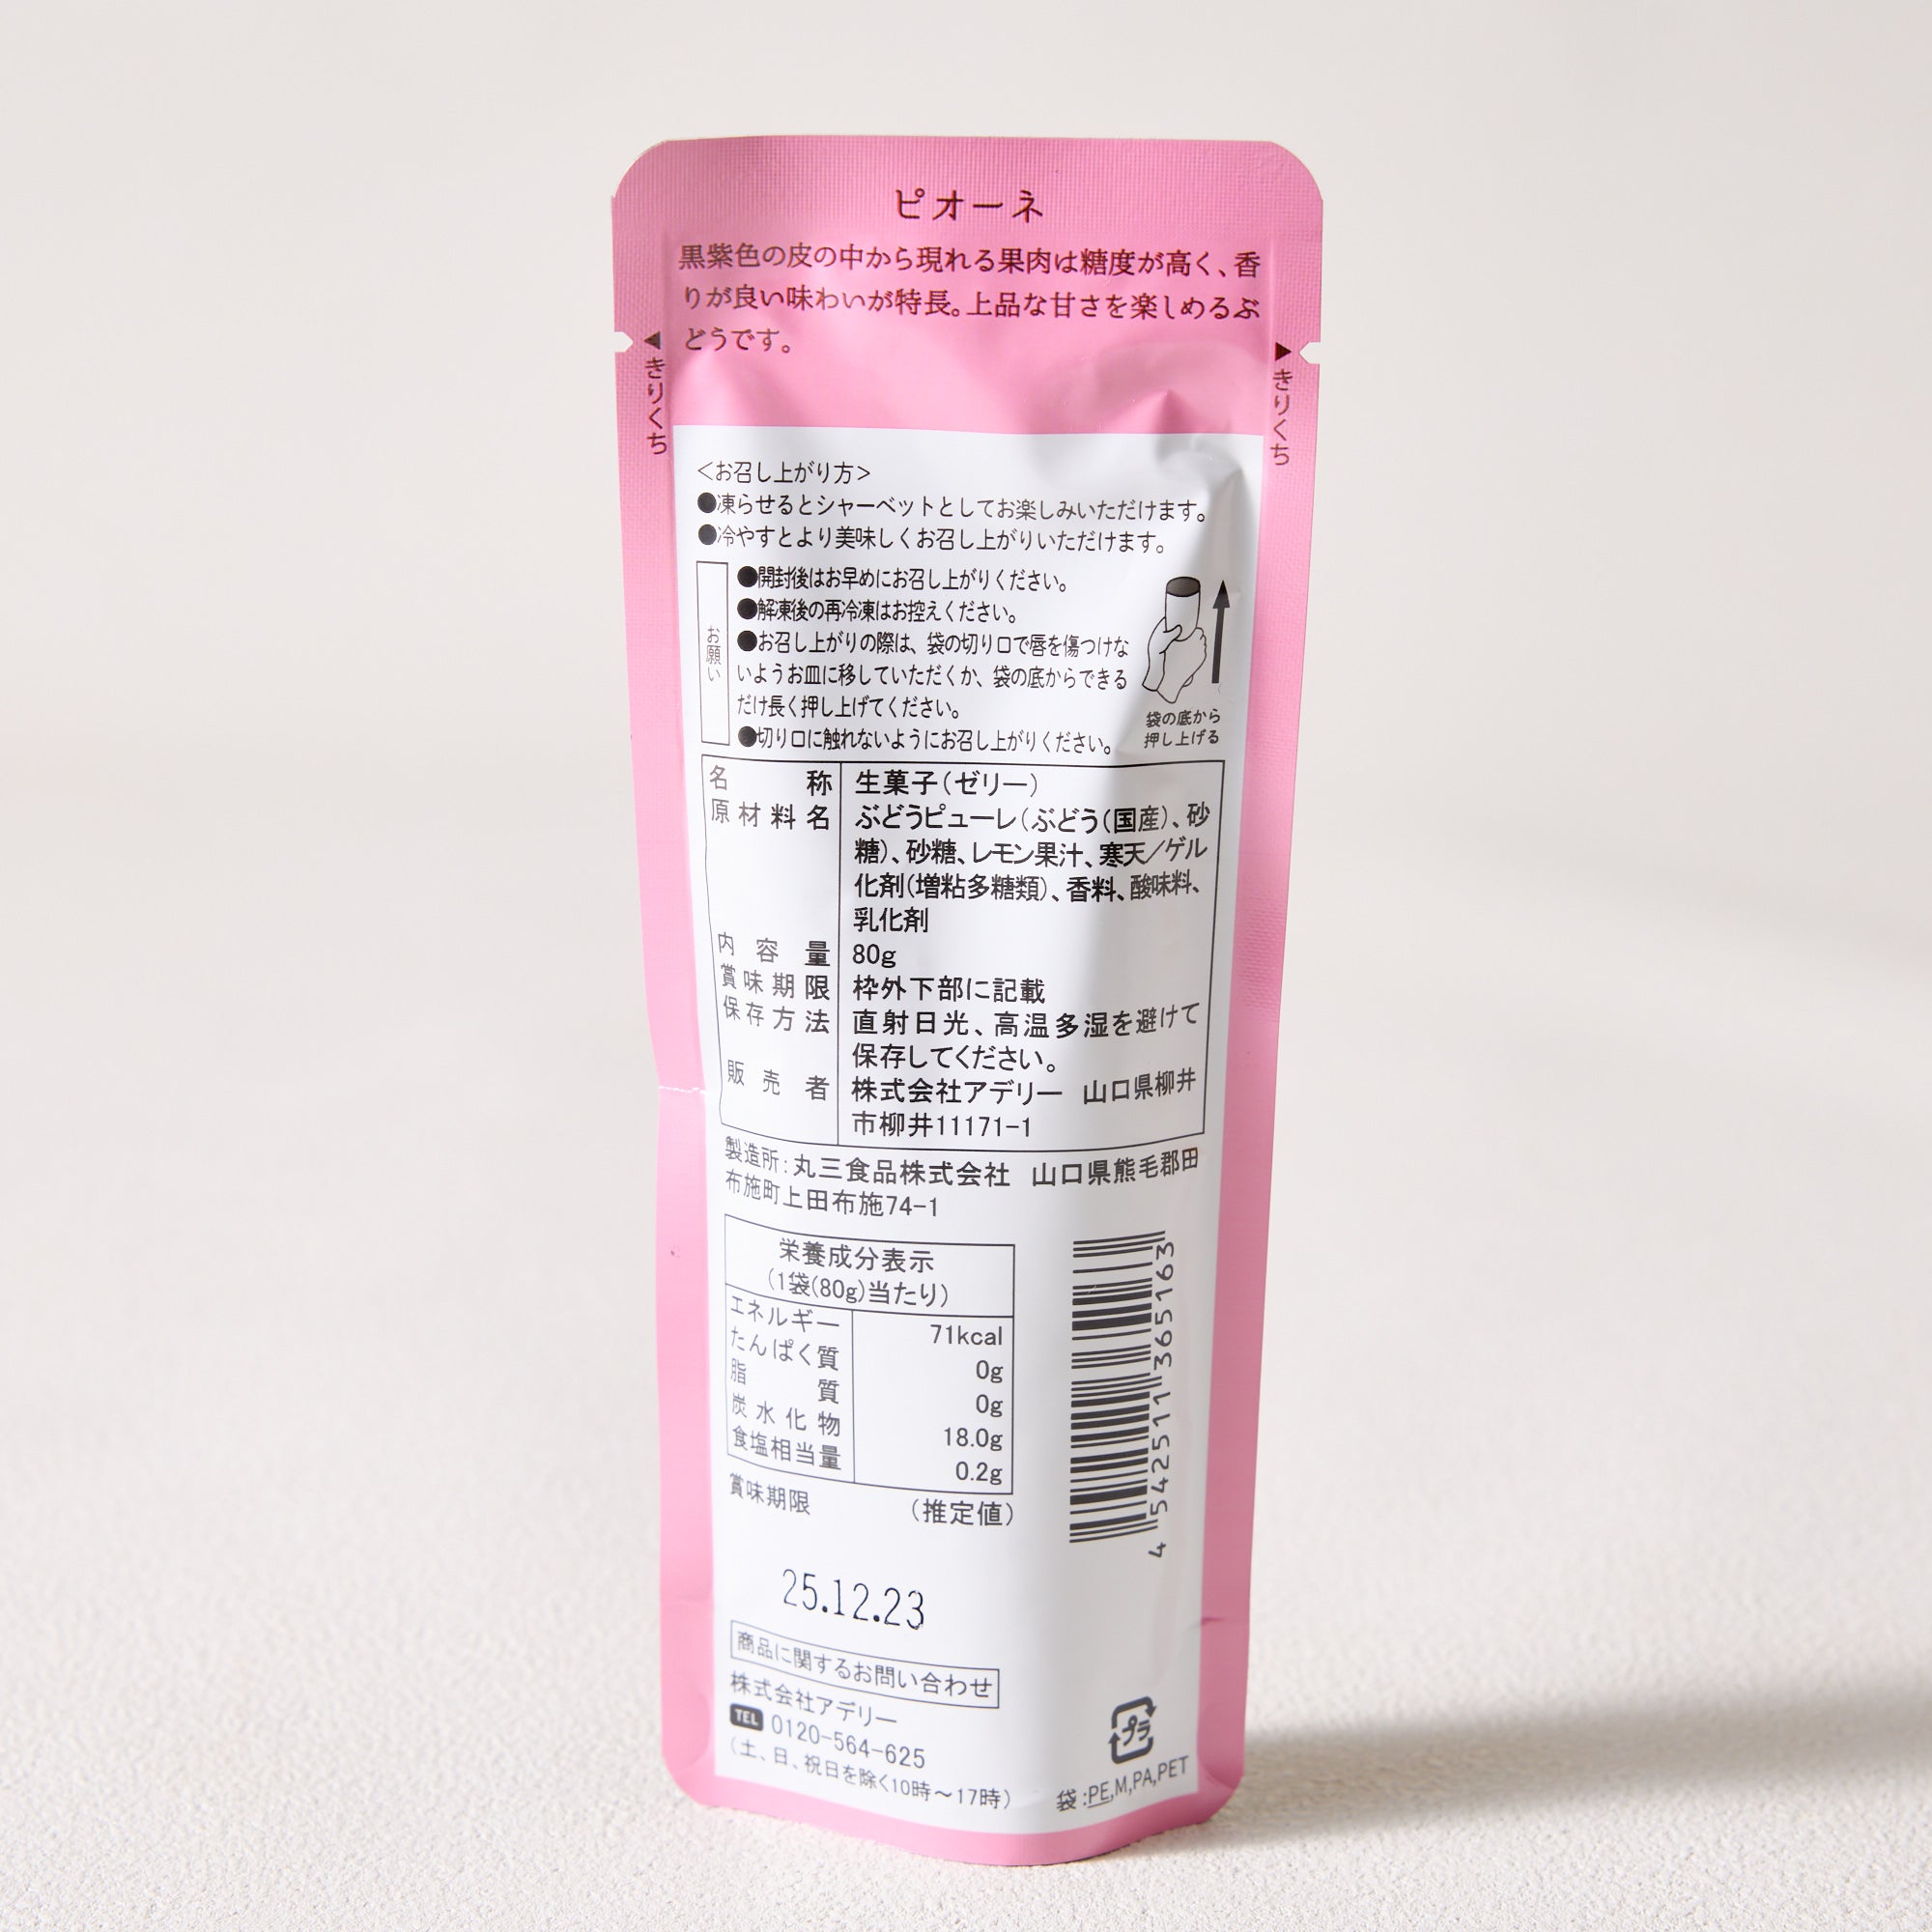 ピオーネ
黒紫色の皮の中から現れる果肉は糖度が高く、香
りが良い味わいが特長。上品な甘さを楽しめるぶ
どうです。
◀きりくち
▶きりくち
＜お召し上がり方＞
●凍らせるとシャーベットとしてお楽しみいただけます。
●冷やすとより美味しくお召し上がりいただけます。
お願い
●開封後はお早めにお召し上がりください。
●解凍後の再冷凍はお控えください。
●お召し上がりの際は、袋の切り口で唇を傷つけな
いようお皿に移していただくか、袋の底からできる
だけ長く押し上げてください。
●切り口に触れないようにお召し上がりください。
袋の底から
押し上げる
名称 生菓子（ゼリー）
原材料名 ぶどうピューレ（ぶどう（国産）、砂
糖）、砂糖、レモン果汁、寒天／ゲル
化剤（増粘多糖類）、香料、酸味料、
乳化剤
内容量 80g
賞味期限 枠外下部に記載
保存方法 直射日光、高温多湿を避けて
保存してください。
販売者 株式会社アデリー 山口県柳井
市柳井11171-1
製造所：丸三食品株式会社 山口県熊毛郡田
布施町上田布施74-1
栄養成分表示
（1袋(80g)当たり）
エネルギー 71kcal
たんぱく質 0g
脂質 0g
炭水化物 18.0g
食塩相当量 0.2g
賞味期限 （推定値）
25.12.23
4 542511 365163
商品に関するお問い合わせ
株式会社アデリー
TEL 0120-564-625
（土、日、祝日を除く10時～17時）
プラ
袋:PE,M,PA,PET